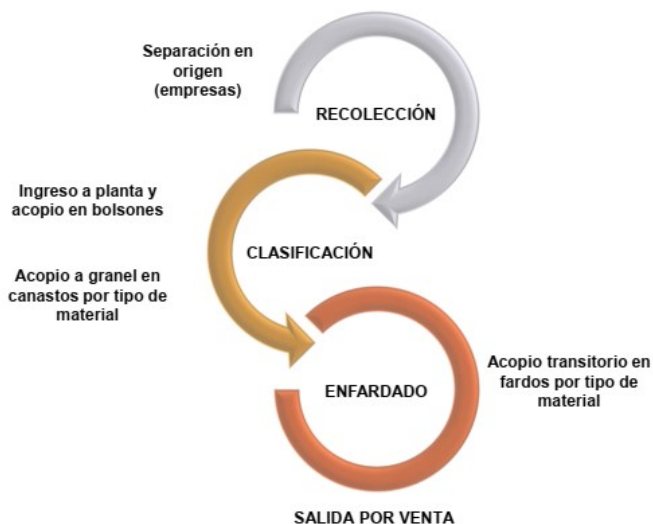 Separación en
origen
(empresas)
RECOLECCIÓN
Ingreso a planta y
acopio en bolsones
CLASIFICACIÓN
Acopio a granel en
canastos por tipo de
material
Acopio transitorio en
fardos por tipo de
material
ENFARDADO
SALIDA POR VENTA